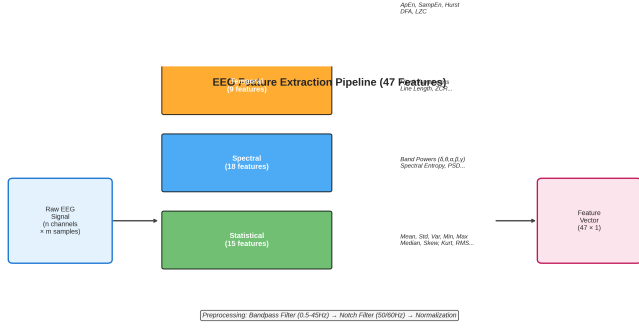 ApEn, SampEn, Hurst
DFA, LZC
EEG Feature Extraction Pipeline (47 Features)
(9 features)
Line Length, ZCR...
Spectral
(18 features)
Band Powers (δ,θ,α,β,γ)
Spectral Entropy, PSD...
Raw EEG
Signal
(n channels
× m samples)
Feature
Vector
(47 × 1)
Statistical
(15 features)
Mean, Std, Var, Min, Max
Median, Skew, Kurt, RMS...
Preprocessing: Bandpass Filter (0.5-45Hz) → Notch Filter (50/60Hz) → Normalization